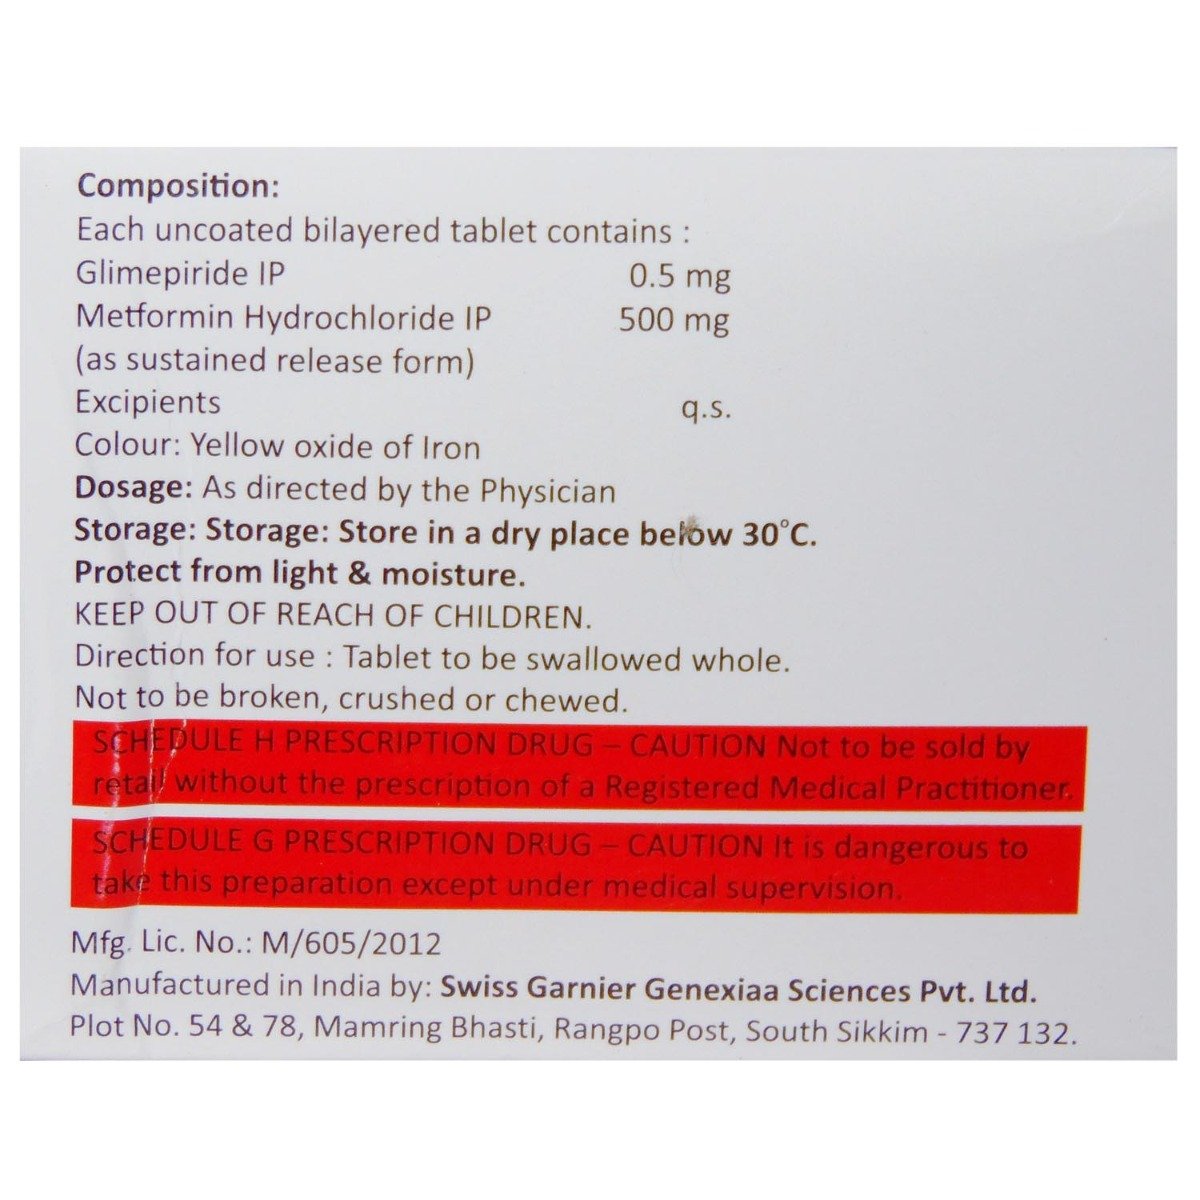 Composition:
Each uncoated bilayered tablet contains :
Glimepiride IP 0.5 mg
Metformin Hydrochloride IP 500 mg
(as sustained release form)
Excipients q.s.
Colour: Yellow oxide of Iron
Dosage: As directed by the Physician
Storage: Storage: Store in a dry place below 30°C.
Protect from light & moisture.
KEEP OUT OF REACH OF CHILDREN.
Direction for use : Tablet to be swallowed whole.
Not to be broken, crushed or chewed.
SCHEDULE H PRESCRIPTION DRUG – CAUTION Not to be sold by
retail without the prescription of a Registered Medical Practitioner.
SCHEDULE G PRESCRIPTION DRUG – CAUTION It is dangerous to
take this preparation except under medical supervision.
Mfg. Lic. No.: M/605/2012
Manufactured in India by: Swiss Garnier Genexiaa Sciences Pvt. Ltd.
Plot No. 54 & 78, Mamring Bhasti, Rangpo Post, South Sikkim - 737 132.